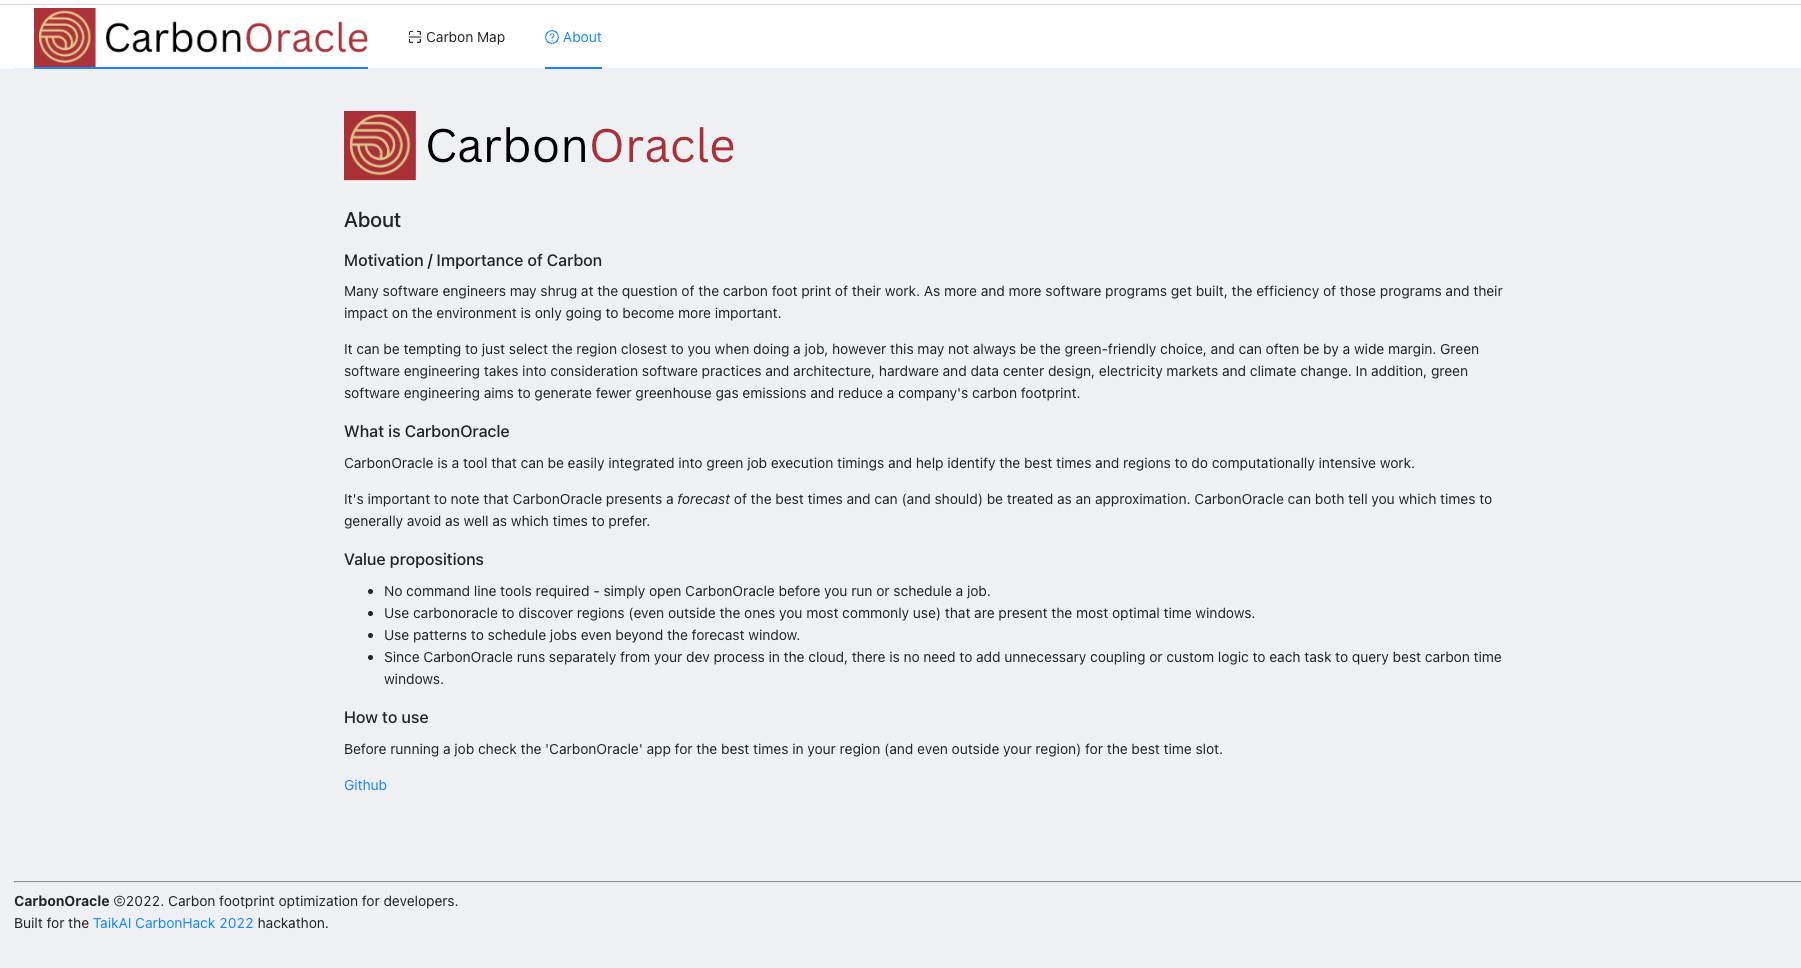 CarbonOracle
Carbon Map
About
CarbonOracle
About
Motivation / Importance of Carbon
Many software engineers may shrug at the question of the carbon foot print of their work. As more and more software programs get built, the efficiency of those programs and their
impact on the environment is only going to become more important.
It can be tempting to just select the region closest to you when doing a job, however this may not always be the green-friendly choice, and can often be by a wide margin. Green
software engineering takes into consideration software practices and architecture, hardware and data center design, electricity markets and climate change. In addition, green
software engineering aims to generate fewer greenhouse gas emissions and reduce a company's carbon footprint.
What is CarbonOracle
CarbonOracle is a tool that can be easily integrated into green job execution timings and help identify the best times and regions to do computationally intensive work.
It's important to note that CarbonOracle presents a forecast of the best times and can (and should) be treated as an approximation. CarbonOracle can both tell you which times to
generally avoid as well as which times to prefer.
Value propositions
• No command line tools required - simply open CarbonOracle before you run or schedule a job.
• Use carbonoracle to discover regions (even outside the ones you most commonly use) that are present the most optimal time windows.
• Use patterns to schedule jobs even beyond the forecast window.
• Since CarbonOracle runs separately from your dev process in the cloud, there is no need to add unnecessary coupling or custom logic to each task to query best carbon time
windows.
How to use
Before running a job check the 'CarbonOracle' app for the best times in your region (and even outside your region) for the best time slot.
Github
CarbonOracle ©2022. Carbon footprint optimization for developers.
Built for the TaikAI CarbonHack 2022 hackathon.